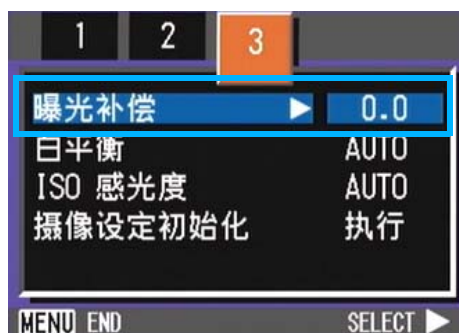 1 2 3
曝光补偿 ▶ 0.0
白平衡 AUTO
ISO 感光度 AUTO
摄像设定初始化 执行
MENU END SELECT ▶